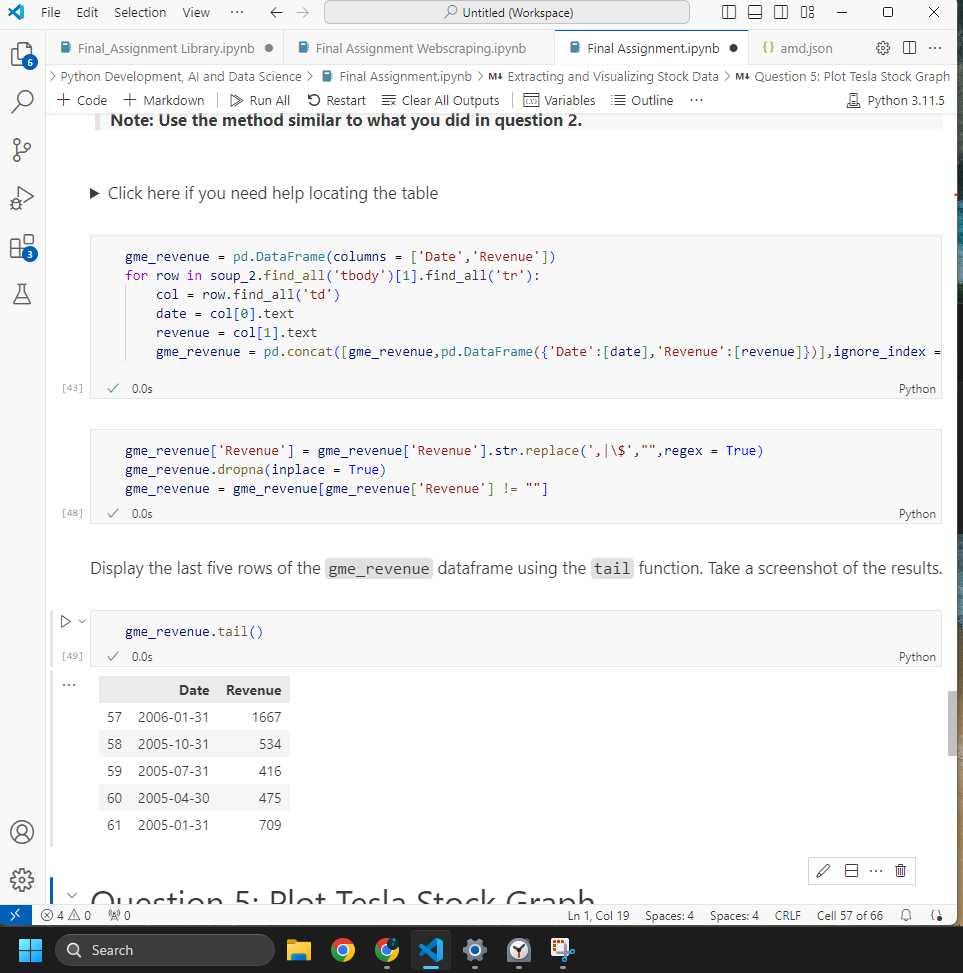 File Edit Selection View ··· Untitled (Workspace)
Final_Assignment Library.ipynb Final Assignment Webscraping.ipynb Final Assignment.ipynb {} amd.json ···
> Python Development, AI and Data Science > Final Assignment.ipynb > M↓ Extracting and Visualizing Stock Data > M↓ Question 5: Plot Tesla Stock Graph
+ Code + Markdown Run All Restart Clear All Outputs Variables Outline ··· Python 3.11.5
Note: Use the method similar to what you did in question 2.
Click here if you need help locating the table
gme_revenue = pd.DataFrame(columns = ['Date','Revenue'])
for row in soup_2.find_all('tbody')[1].find_all('tr'):
    col = row.find_all('td')
    date = col[0].text
    revenue = col[1].text
    gme_revenue = pd.concat([gme_revenue,pd.DataFrame({'Date':[date],'Revenue':[revenue]})],ignore_index =
[43] ✓ 0.0s Python
gme_revenue['Revenue'] = gme_revenue['Revenue'].str.replace(',|\$',"",regex = True)
gme_revenue.dropna(inplace = True)
gme_revenue = gme_revenue[gme_revenue['Revenue'] != ""]
[48] ✓ 0.0s Python
Display the last five rows of the gme_revenue dataframe using the tail function. Take a screenshot of the results.
gme_revenue.tail()
[49] ✓ 0.0s Python
···
Date Revenue
57 2006-01-31 1667
58 2005-10-31 534
59 2005-07-31 416
60 2005-04-30 475
61 2005-01-31 709
Question 5: Plot Tesla Stock Graph
6
3
4 0 0 Ln 1, Col 19 Spaces: 4 Spaces: 4 CRLF Cell 57 of 66
Search